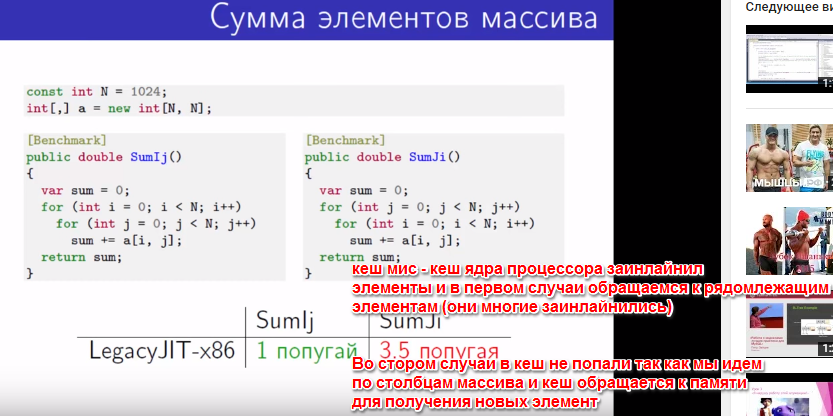 Сумма элементов массива
Следующее ви
const int N = 1024;
int[,] a = new int[N, N];
[Benchmark]
public double SumIj()
{
var sum = 0;
for (int i = 0; i < N; i++)
for (int j = 0; j < N; j++)
sum += a[i, j];
return sum;
}
[Benchmark]
public double SumJi()
{
var sum = 0;
for (int j = 0; j < N; j++)
for (int i = 0; i < N; i++)
sum += a[i, j];
return sum;
}
кеш мис - кеш ядра процессора заинлайнил
элементы и в первом случаи обращаемся к рядомлежащим
элементам (они многие заинлайнились)
SumIj SumJi
LegacyJIT-x86 1 попугай 3.5 попугая
Во стором случаи в кеш не попали так как мы идем
по столбцам массива и кеш обращается к памяти
для получения новых элемент